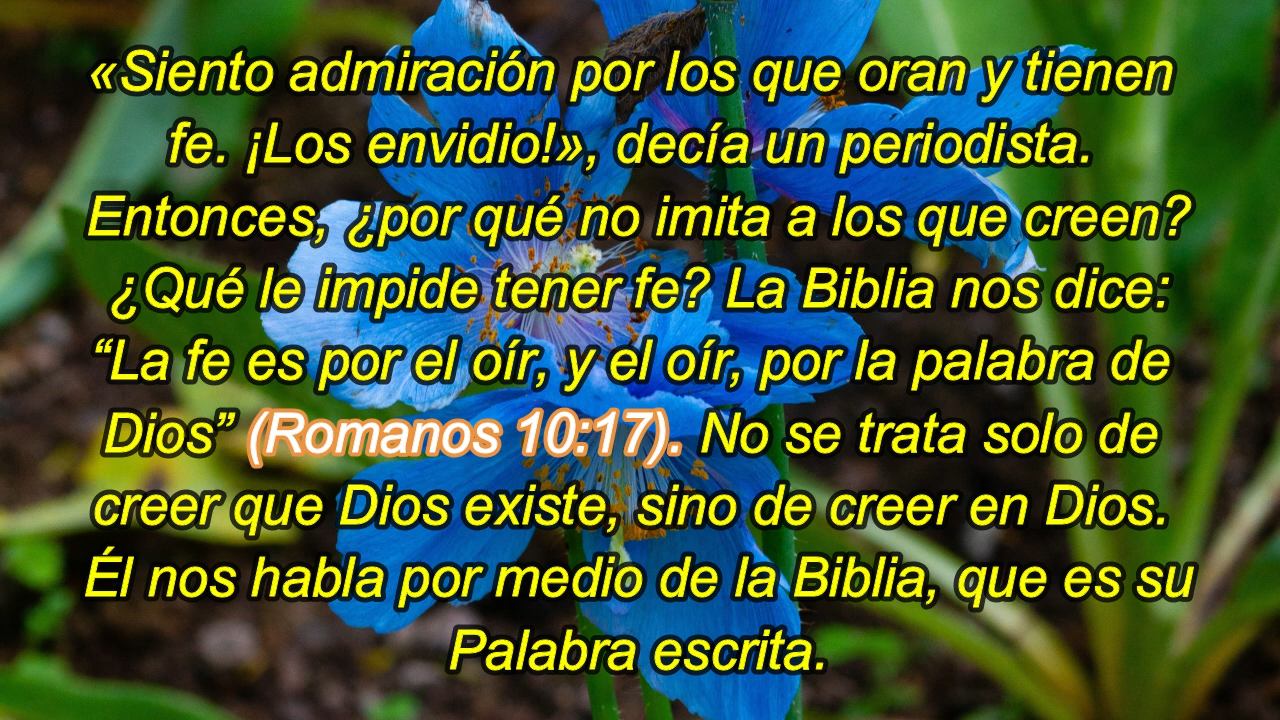 «Siento admiración por los que oran y tienen
fe. ¡Los envidio!», decía un periodista.
Entonces, ¿por qué no imita a los que creen?
¿Qué le impide tener fe? La Biblia nos dice:
“La fe es por el oír, y el oír, por la palabra de
Dios” (Romanos 10:17). No se trata solo de
creer que Dios existe, sino de creer en Dios.
Él nos habla por medio de la Biblia, que es su
Palabra escrita.